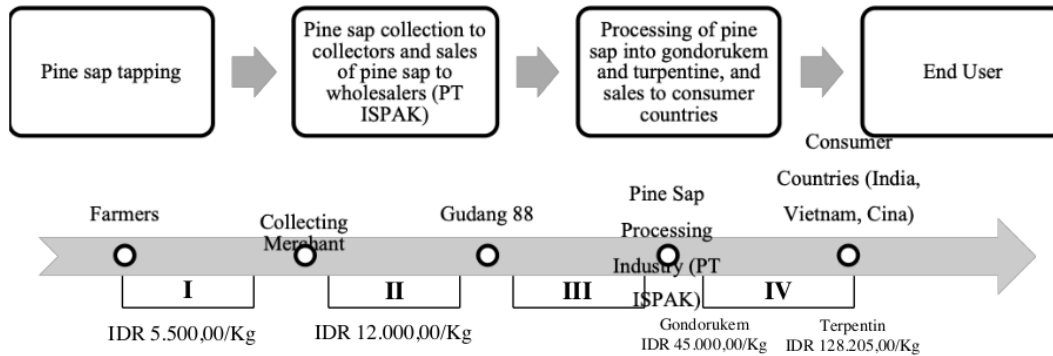 Pine sap tapping
Pine sap collection to
collectors and sales
of pine sap to
wholesalers (PT
ISPAK)
Processing of pine
sap into gondorukem
and turpentine, and
sales to consumer
countries
End User
Farmers
Collecting
Merchant
Gudang 88
Pine Sap
Processing
Industry (PT
ISPAK)
Consumer
Countries (India,
Vietnam, Cina)
I
II
III
IV
IDR 5.500,00/Kg
IDR 12.000,00/Kg
Gondorukem
IDR 45.000,00/Kg
Terpentin
IDR 128.205,00/Kg